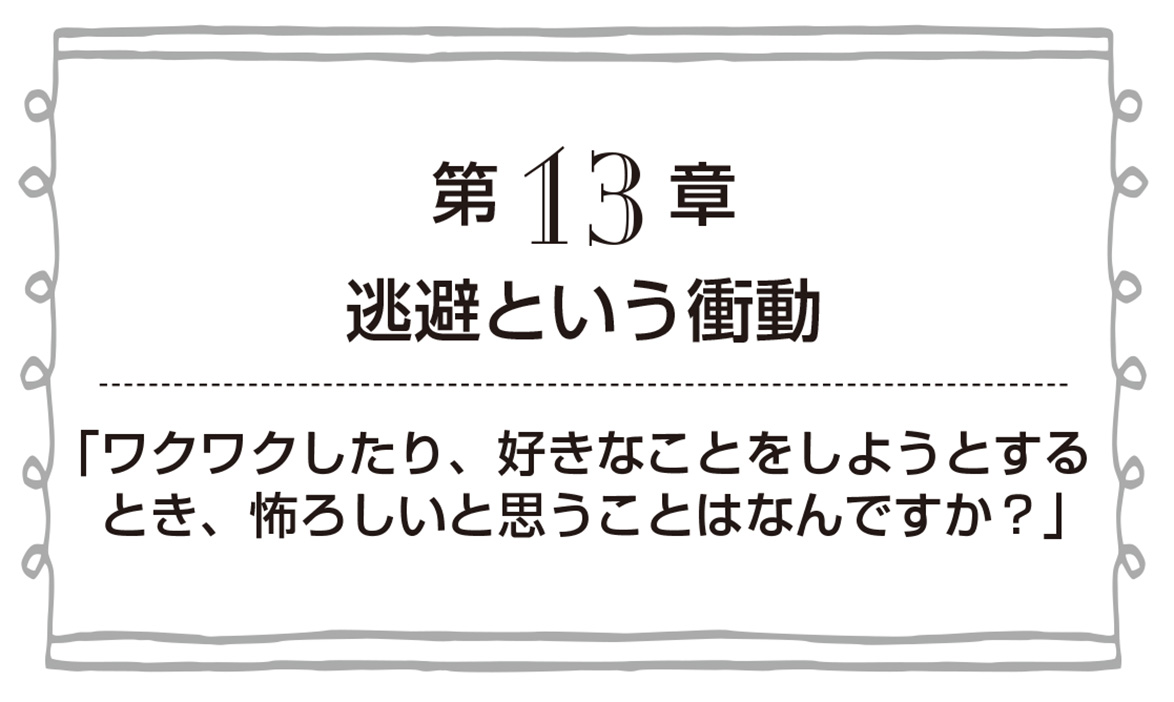 第13章
逃避という衝動
「ワクワクしたり、好きなことをしようとする
とき、怖ろしいと思うことはなんですか？」